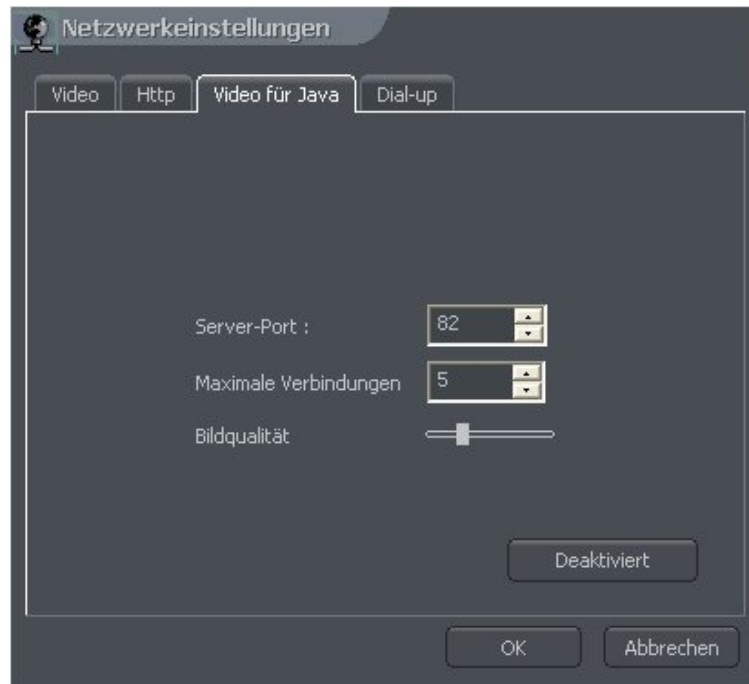 Netzwerkeinstellungen
Video Http Video für Java Dial-up
Server-Port : 82
Maximale Verbindungen 5
Bildqualität
Deaktiviert
OK Abbrechen